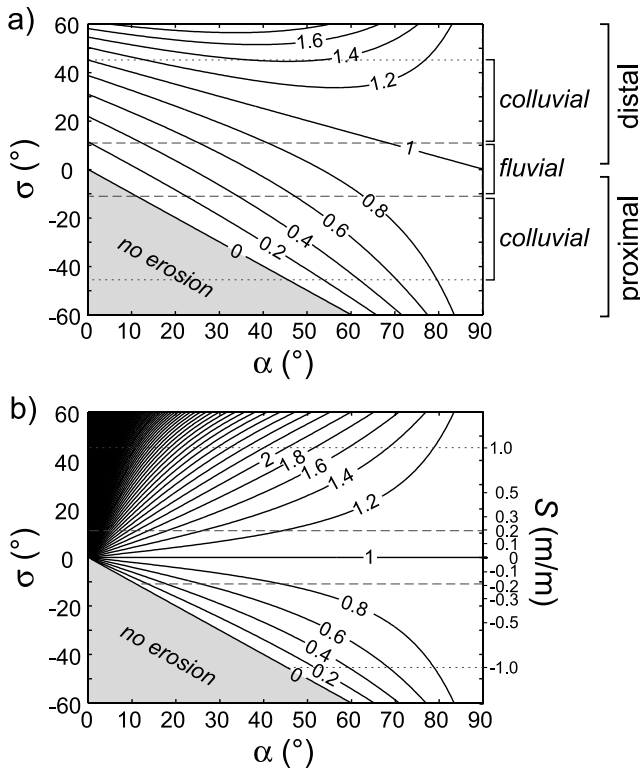 a)
60
40
20
0
-20
-40
-60
σ (°)
0 10 20 30 40 50 60 70 80 90
α (°)
1.6
1.4
1.2
1
0.8
0.6
0.4
0.2
0
no erosion
colluvial
fluvial
colluvial
distal
proximal
b)
60
40
20
0
-20
-40
-60
σ (°)
0 10 20 30 40 50 60 70 80 90
α (°)
2
1.8
1.6
1.4
1.2
1
0.8
0.6
0.4
0.2
0
no erosion
1.0
0.5
0.3
0.2
0.1
0
-0.1
-0.2
-0.3
-0.5
-1.0
S (m/m)